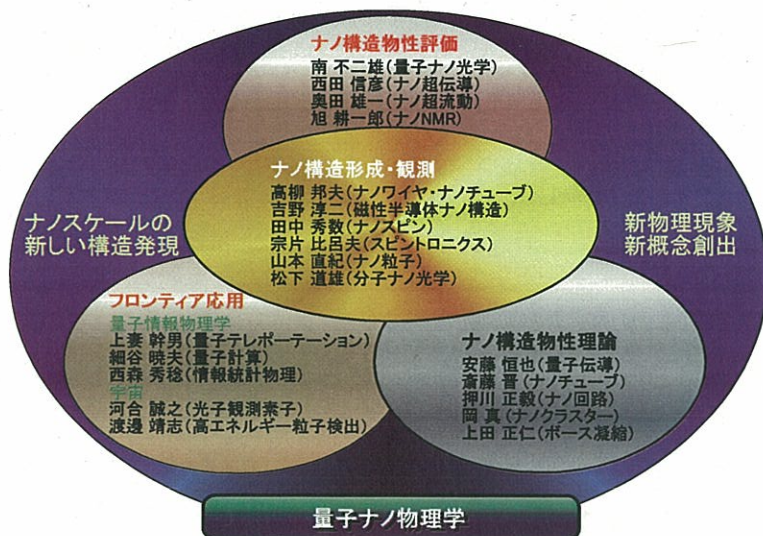 ナノ構造物性評価
南 不二雄(量子ナノ光学)
西田 信彦(ナノ超伝導)
奥田 雄一(ナノ超流動)
旭 耕一郎(ナノNMR)
ナノ構造形成・観測
高柳 邦夫(ナノワイヤ・ナノチューブ)
吉野 淳二(磁性半導体ナノ構造)
田中 秀数(ナノスピン)
宗片 比呂夫(スピントロニクス)
山本 直紀(ナノ粒子)
松下 道雄(分子ナノ光学)
ナノスケールの
新しい構造発現
新物理現象
新概念創出
フロンティア応用
量子情報物理学
上妻 幹男(量子テレポーテーション)
細谷 暁夫(量子計算)
西森 秀稔(情報統計物理)
宇宙
河合 誠之(光子観測素子)
渡邊 靖志(高エネルギー粒子検出)
ナノ構造物性理論
安藤 恒也(量子伝導)
斎藤 晋(ナノチューブ)
押川 正毅(ナノ回路)
岡 真(ナノクラスター)
上田 正仁(ボース凝縮)
量子ナノ物理学